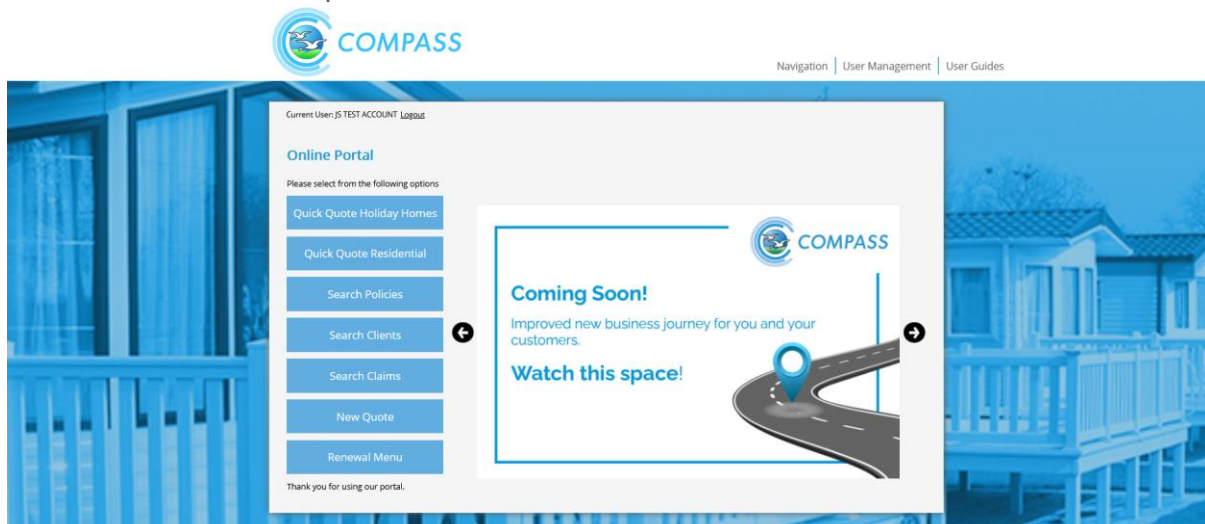 COMPASS
Navigation | User Management | User Guides
Current User: JS TEST ACCOUNT Logout
Online Portal
Please select from the following options
Quick Quote Holiday Homes
Quick Quote Residential
Search Policies
Search Clients
Search Claims
New Quote
Renewal Menu
Thank you for using our portal.
COMPASS
Coming Soon!
Improved new business journey for you and your
customers.
Watch this space!